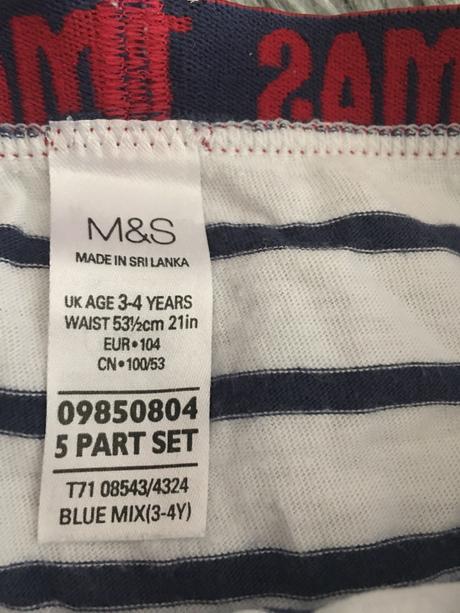 M&S
MADE IN SRI LANKA
UK AGE 3-4 YEARS
WAIST 53½cm 21in
EUR•104
CN•100/53
09850804
5 PART SET
T71 08543/4324
BLUE MIX(3-4Y)